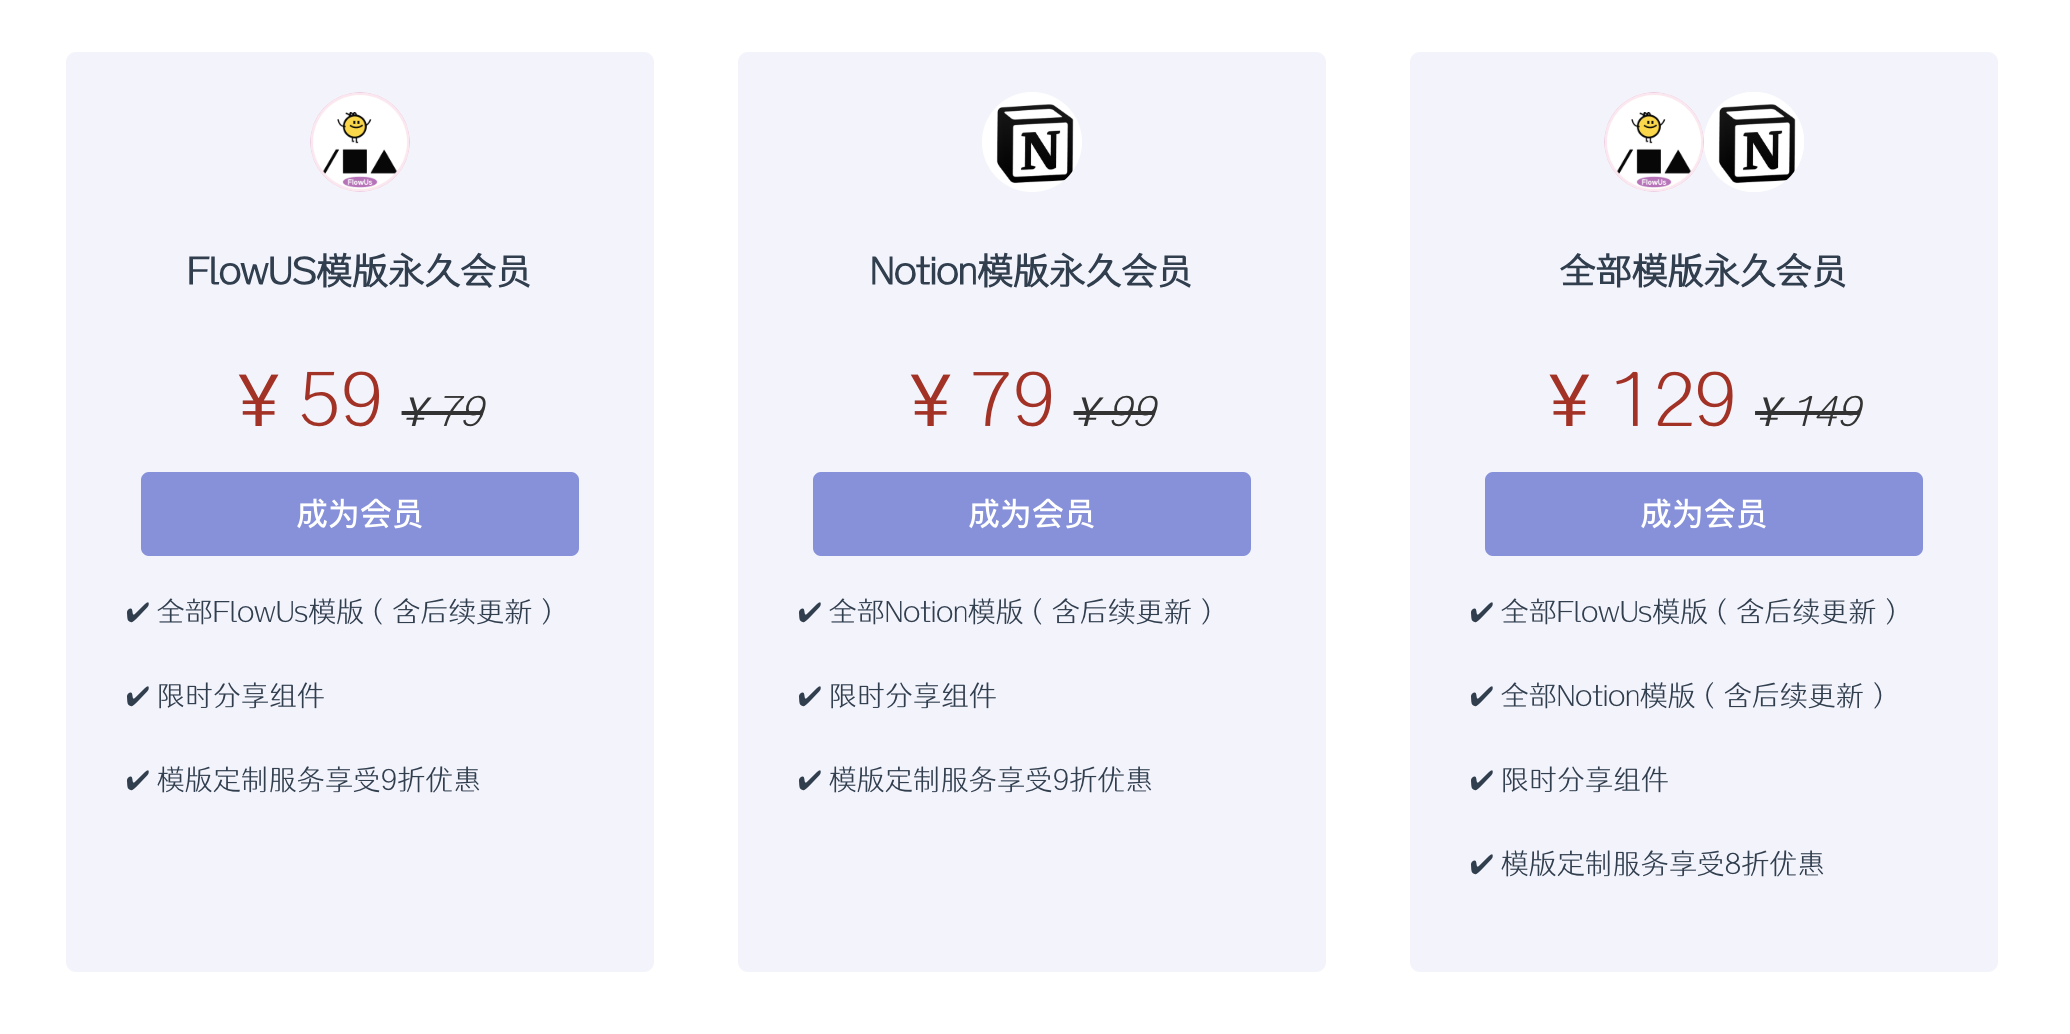 FlowUs
FlowUS模版永久会员
¥ 59 ¥ 79
成为会员
✔ 全部FlowUs模版（含后续更新）
✔ 限时分享组件
✔ 模版定制服务享受9折优惠
N
Notion模版永久会员
¥ 79 ¥ 99
成为会员
✔ 全部Notion模版（含后续更新）
✔ 限时分享组件
✔ 模版定制服务享受9折优惠
FlowUs
N
全部模版永久会员
¥ 129 ¥ 149
成为会员
✔ 全部FlowUs模版（含后续更新）
✔ 全部Notion模版（含后续更新）
✔ 限时分享组件
✔ 模版定制服务享受8折优惠